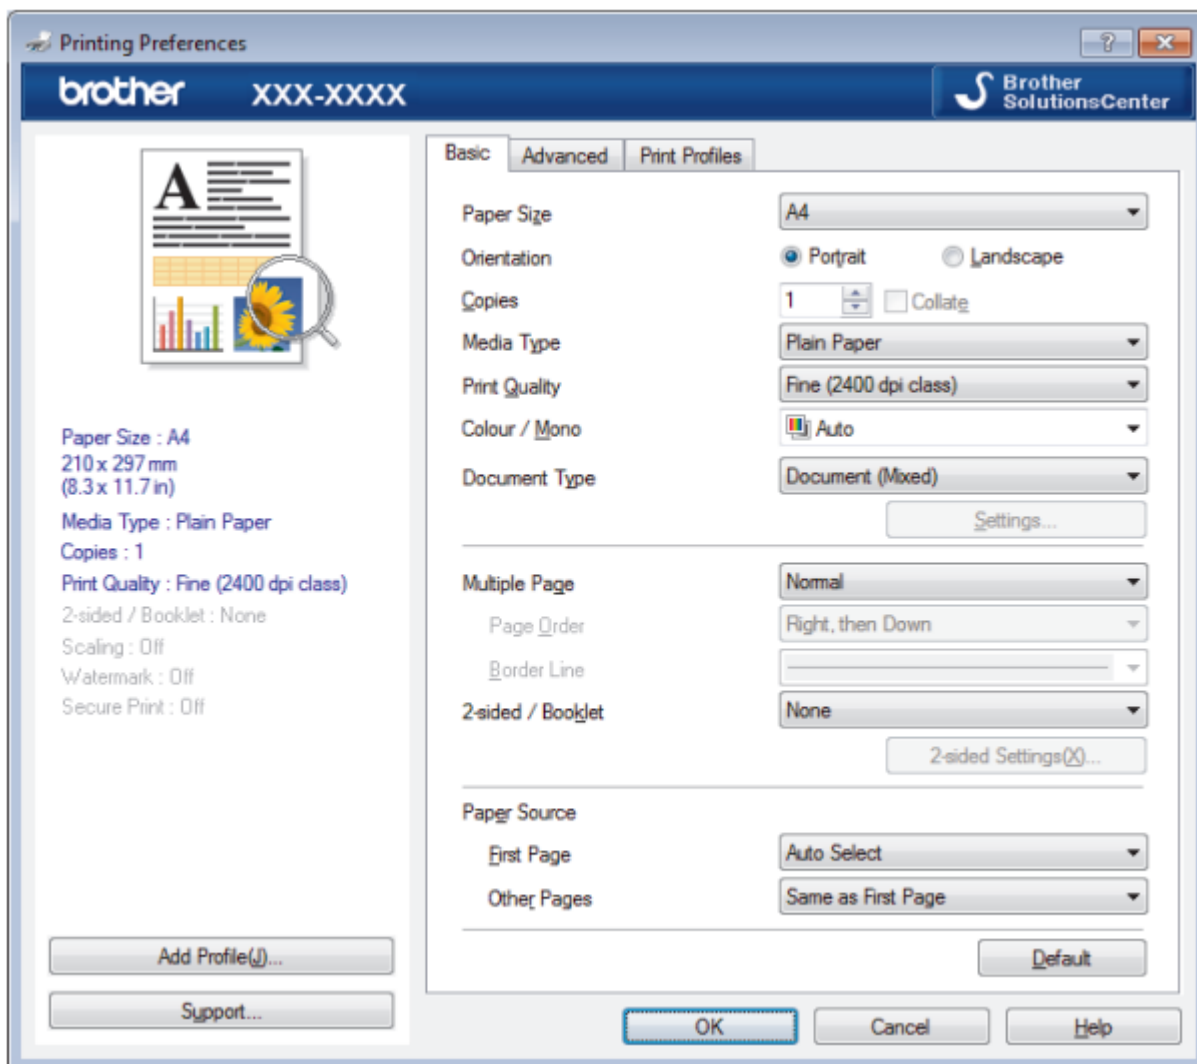 Printing Preferences
brother XXX-XXXX
Brother
SolutionsCenter
A
Paper Size : A4
210 x 297 mm
(8.3 x 11.7 in)
Media Type : Plain Paper
Copies : 1
Print Quality : Fine (2400 dpi class)
2-sided / Booklet : None
Scaling : Off
Watermark : Off
Secure Print : Off
Add Profile(J)...
Support...
Basic Advanced Print Profiles
Paper Size A4
Orientation Portrait Landscape
Copies 1 Collate
Media Type Plain Paper
Print Quality Fine (2400 dpi class)
Colour / Mono Auto
Document Type Document (Mixed)
Settings...
Multiple Page Normal
Page Order Right, then Down
Border Line
2-sided / Booklet None
2-sided Settings(X)...
Paper Source
First Page Auto Select
Other Pages Same as First Page
Default
OK Cancel Help